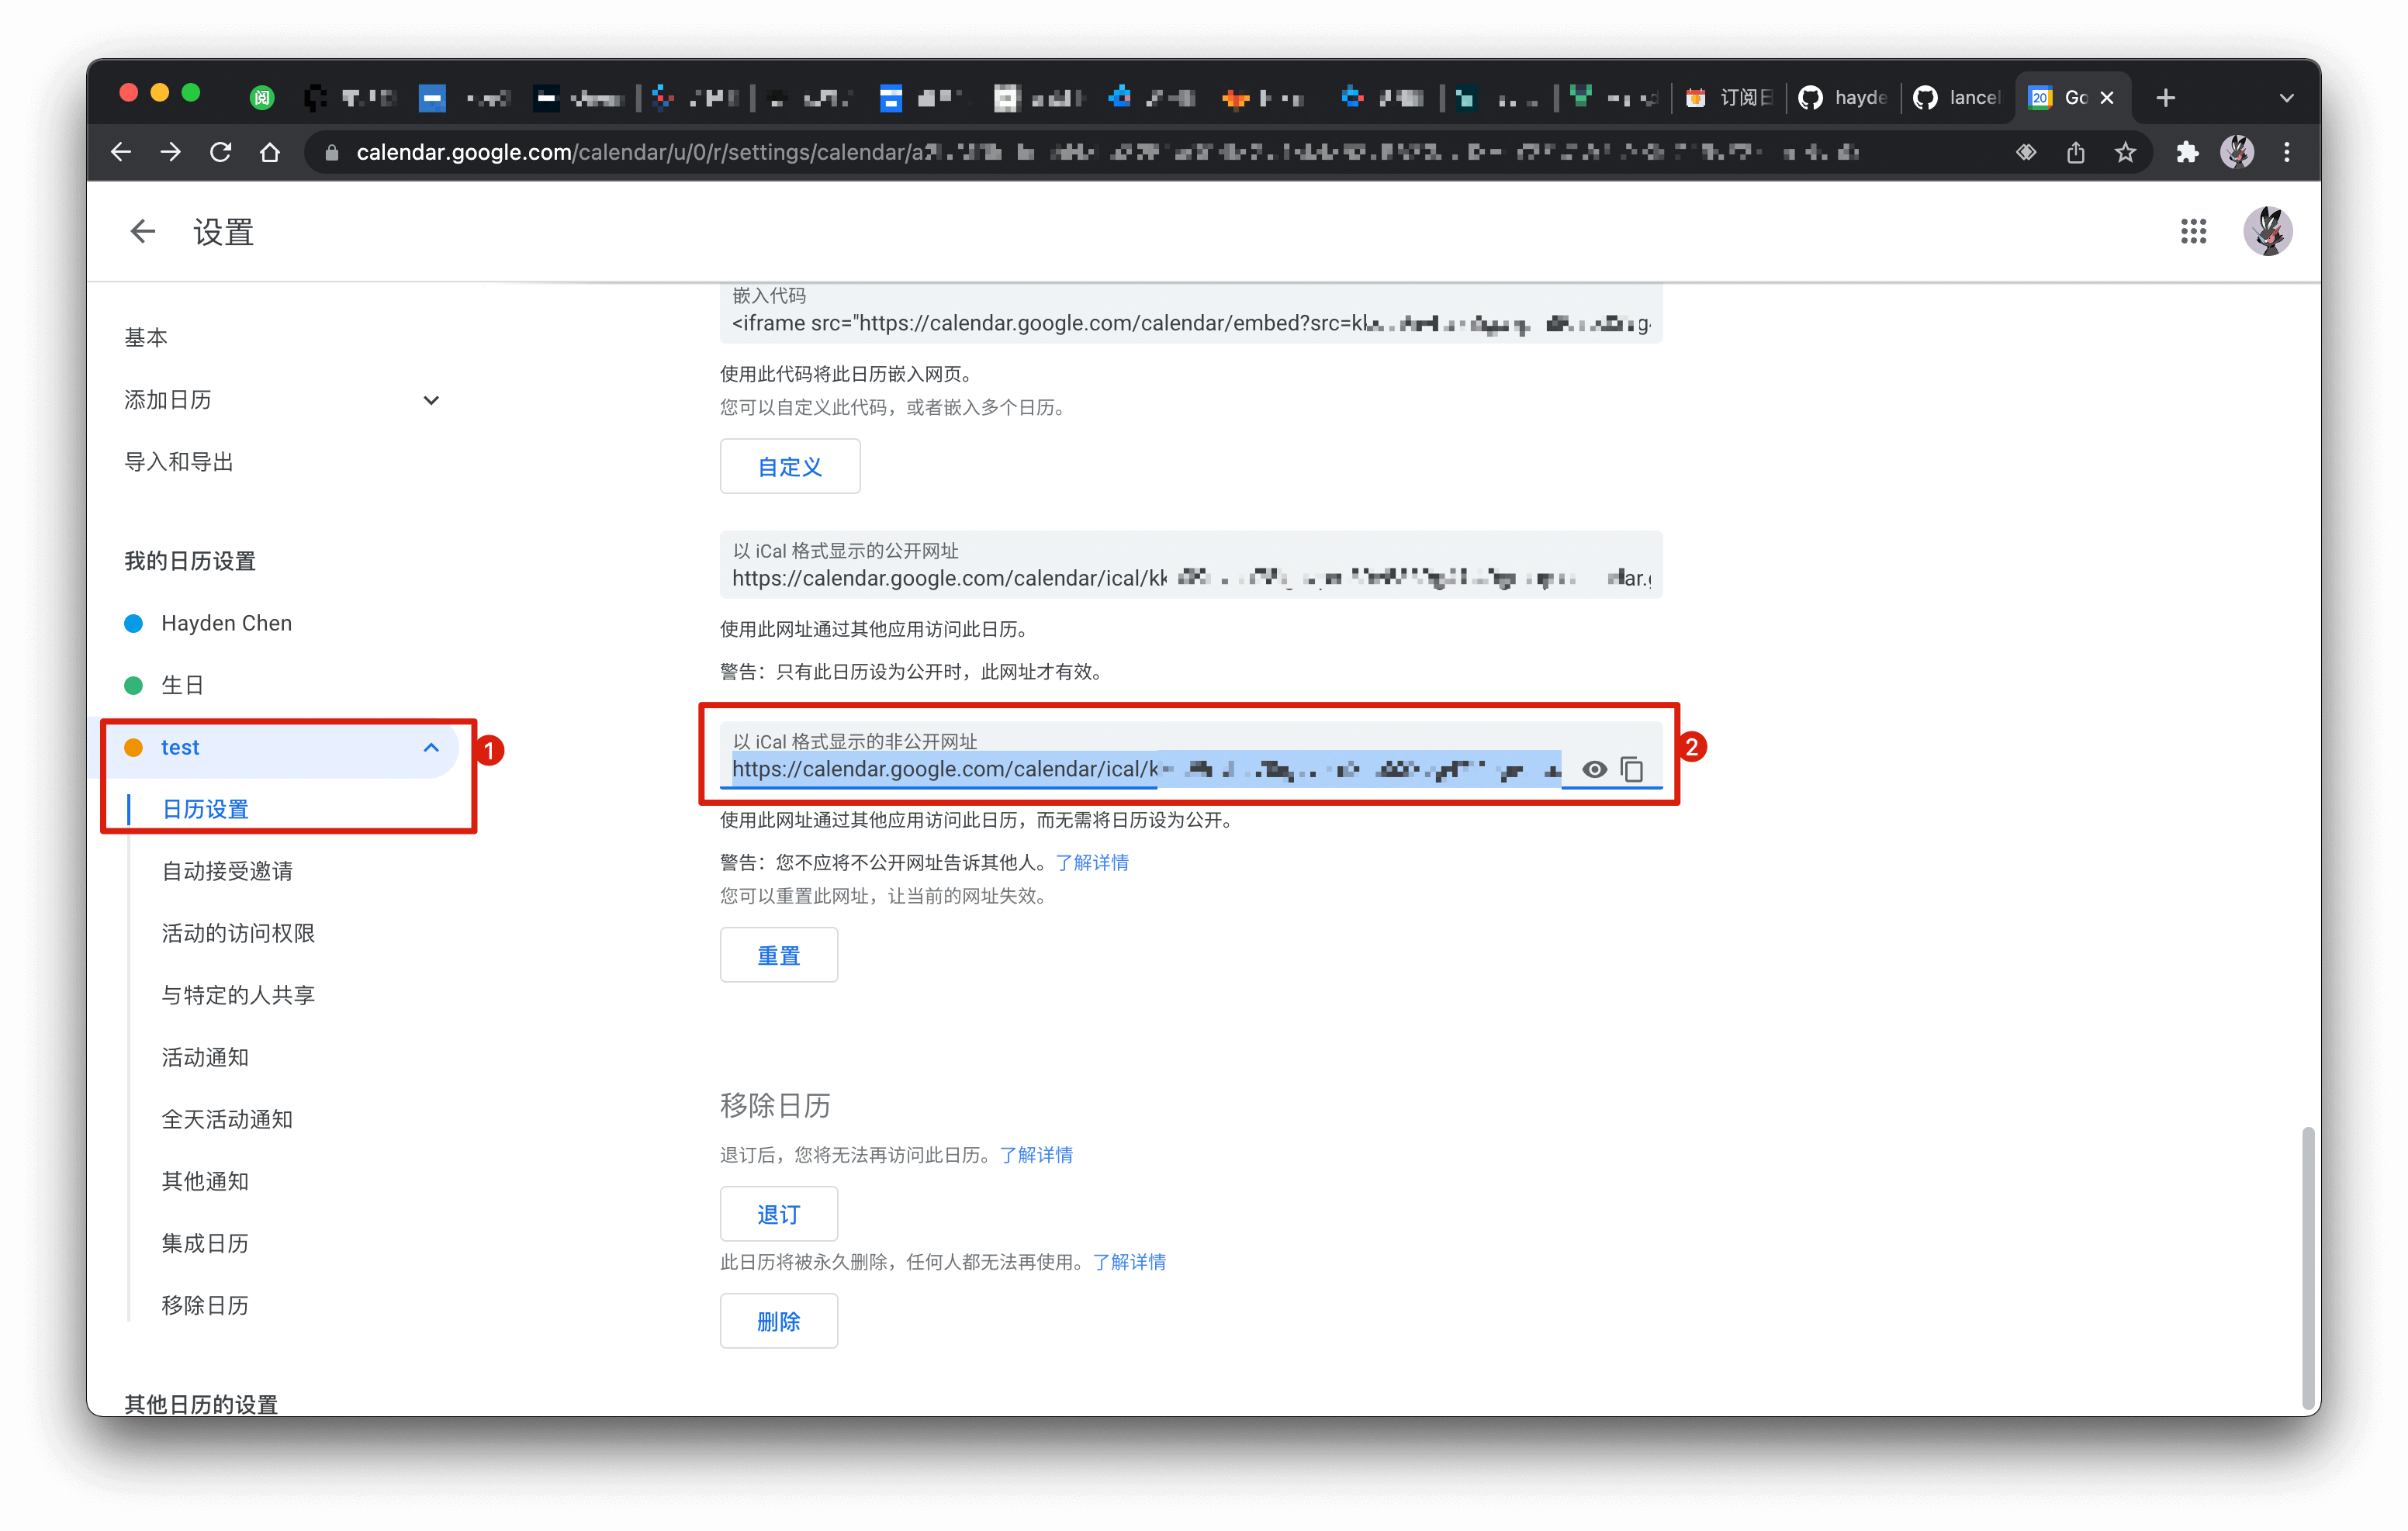 阅
订阅日
hayde
lancel
20
Go
calendar.google.com/calendar/u/0/r/settings/calendar/a
设置
嵌入代码
<iframe src="https://calendar.google.com/calendar/embed?src=kl
使用此代码将此日历嵌入网页。
您可以自定义此代码，或者嵌入多个日历。
自定义
以 iCal 格式显示的公开网址
https://calendar.google.com/calendar/ical/kk
ar.
使用此网址通过其他应用访问此日历。
警告：只有此日历设为公开时，此网址才有效。
以 iCal 格式显示的非公开网址
https://calendar.google.com/calendar/ical/k
2
使用此网址通过其他应用访问此日历，而无需将日历设为公开。
警告：您不应将不公开网址告诉其他人。了解详情
您可以重置此网址，让当前的网址失效。
重置
移除日历
退订后，您将无法再访问此日历。了解详情
退订
此日历将被永久删除，任何人都无法再使用。了解详情
删除
基本
添加日历
导入和导出
我的日历设置
Hayden Chen
生日
test
1
日历设置
自动接受邀请
活动的访问权限
与特定的人共享
活动通知
全天活动通知
其他通知
集成日历
移除日历
其他日历的设置